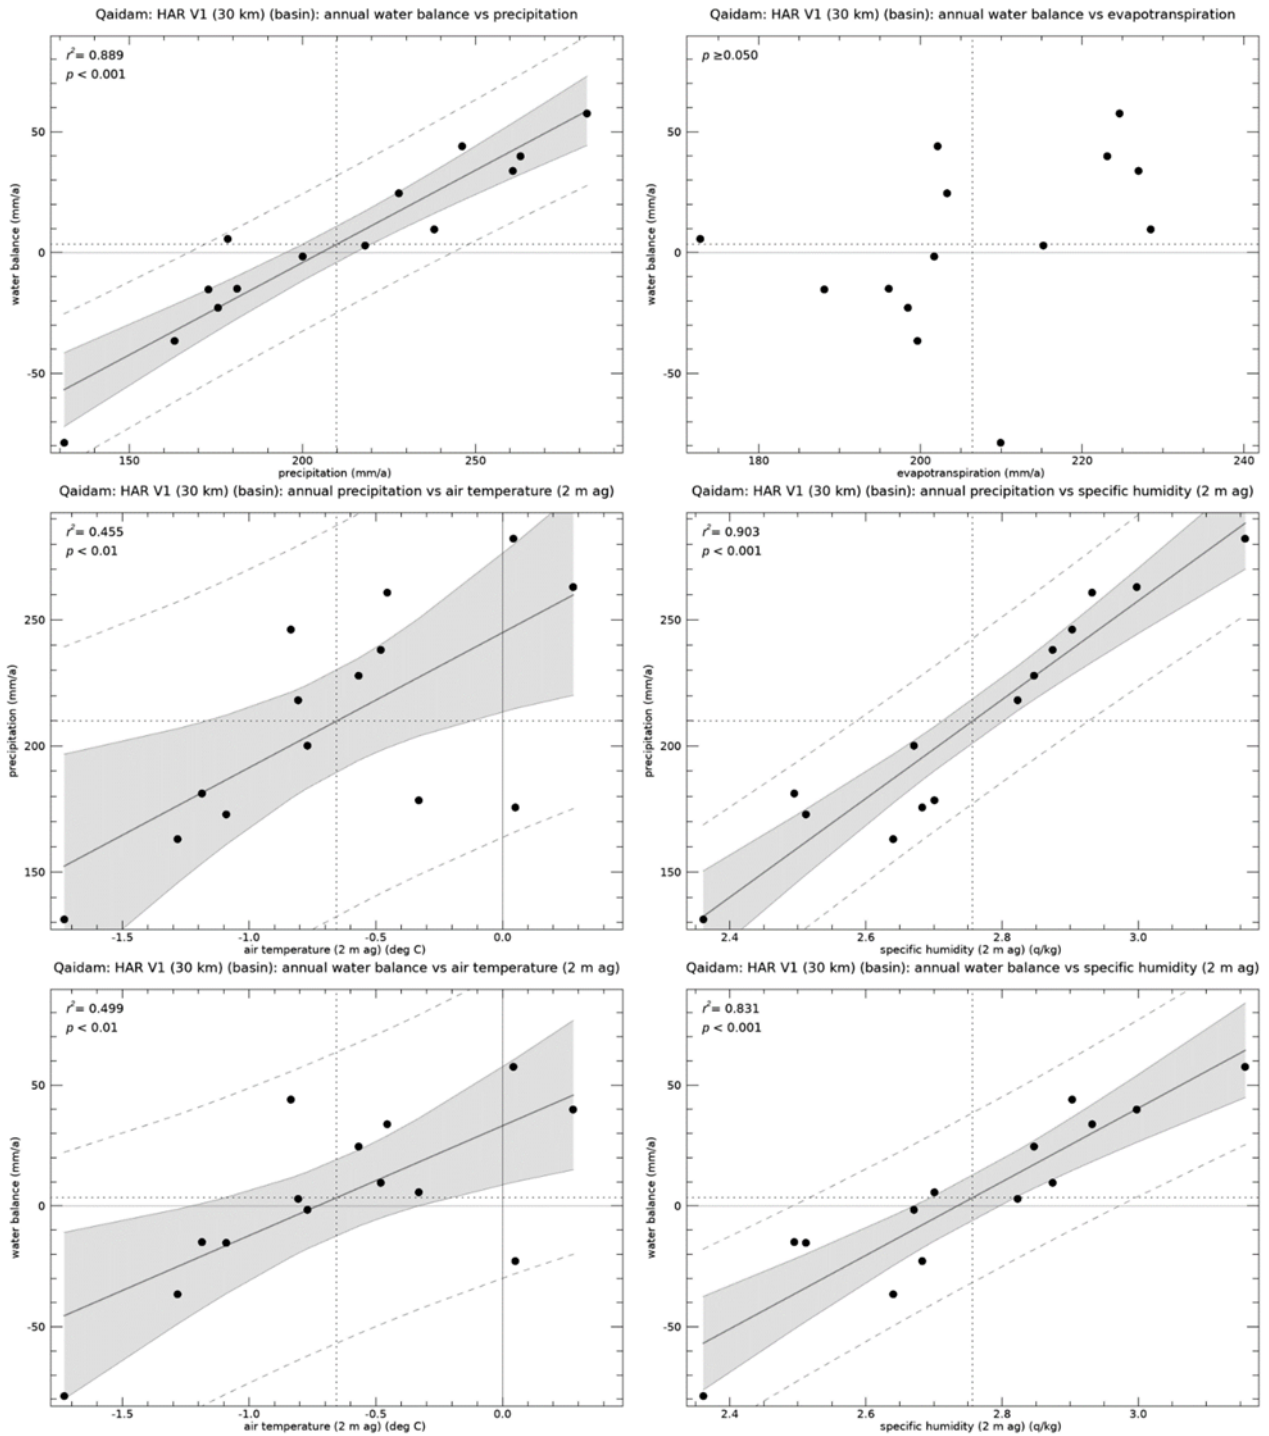 Qaidam: HAR V1 (30 km) (basin): annual water balance vs precipitation
r²= 0.889
p < 0.001
50
0
-50
water balance (mm/a)
150
200
250
precipitation (mm/a)
Qaidam: HAR V1 (30 km) (basin): annual water balance vs evapotranspiration
p ≥0.050
50
0
-50
water balance (mm/a)
180
200
220
240
evapotranspiration (mm/a)
Qaidam: HAR V1 (30 km) (basin): annual precipitation vs air temperature (2 m ag)
r²= 0.455
p < 0.01
250
200
150
precipitation (mm/a)
-1.5
-1.0
-0.5
0.0
air temperature (2 m ag) (deg C)
Qaidam: HAR V1 (30 km) (basin): annual precipitation vs specific humidity (2 m ag)
r²= 0.903
p < 0.001
250
200
150
precipitation (mm/a)
2.4
2.6
2.8
3.0
specific humidity (2 m ag) (q/kg)
Qaidam: HAR V1 (30 km) (basin): annual water balance vs air temperature (2 m ag)
r²= 0.499
p < 0.01
50
0
-50
water balance (mm/a)
-1.5
-1.0
-0.5
0.0
air temperature (2 m ag) (deg C)
Qaidam: HAR V1 (30 km) (basin): annual water balance vs specific humidity (2 m ag)
r²= 0.831
p < 0.001
50
0
-50
water balance (mm/a)
2.4
2.6
2.8
3.0
specific humidity (2 m ag) (q/kg)